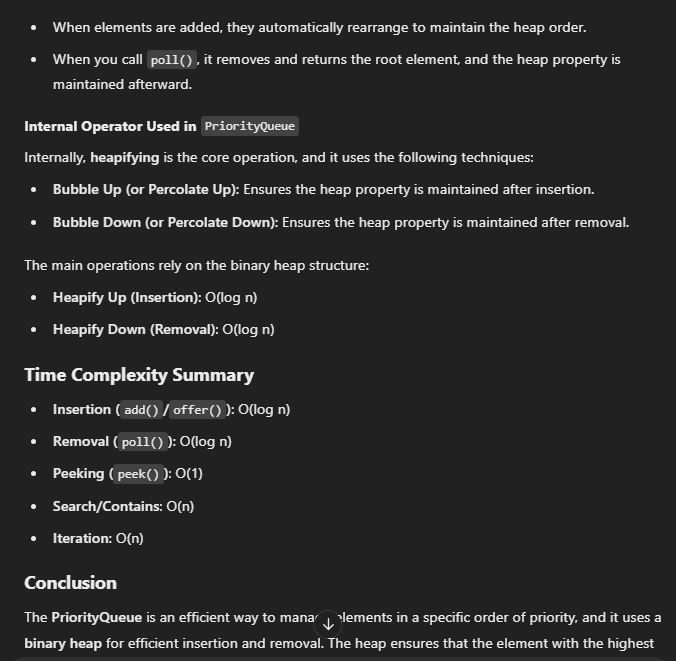 When elements are added, they automatically rearrange to maintain the heap order.
When you call poll(), it removes and returns the root element, and the heap property is
maintained afterward.
Internal Operator Used in PriorityQueue
Internally, heapifying is the core operation, and it uses the following techniques:
Bubble Up (or Percolate Up): Ensures the heap property is maintained after insertion.
Bubble Down (or Percolate Down): Ensures the heap property is maintained after removal.
The main operations rely on the binary heap structure:
Heapify Up (Insertion): O(log n)
Heapify Down (Removal): O(log n)
Time Complexity Summary
Insertion (add()/offer()): O(log n)
Removal (poll()): O(log n)
Peeking (peek()): O(1)
Search/Contains: O(n)
Iteration: O(n)
Conclusion
The PriorityQueue is an efficient way to manage elements in a specific order of priority, and it uses a
binary heap for efficient insertion and removal. The heap ensures that the element with the highest